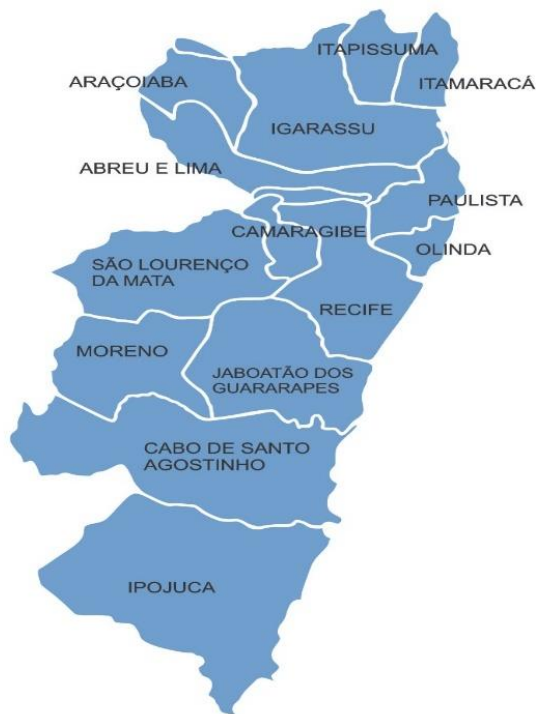 ITAPISSUMA
ARAÇOIABA
ITAMARACÁ
IGARASSU
ABREU E LIMA
PAULISTA
CAMARAGIBE
OLINDA
SÃO LOURENÇO
DA MATA
RECIFE
MORENO
JABOATÃO DOS
GUARARAPES
CABO DE SANTO
AGOSTINHO
IPOJUCA